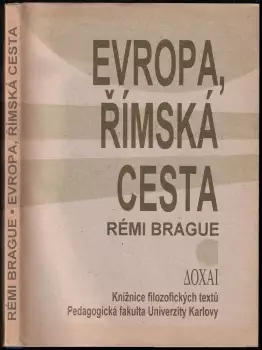 RÉMI BRAGUE • EVROPA, ŘÍMSKÁ CESTA
EVROPA,
ŘÍMSKÁ
CESTA
RÉMI BRAGUE
ΔΟΧΑΙ
Knižnice filozofických textů
Pedagogická fakulta Univerzity Karlovy